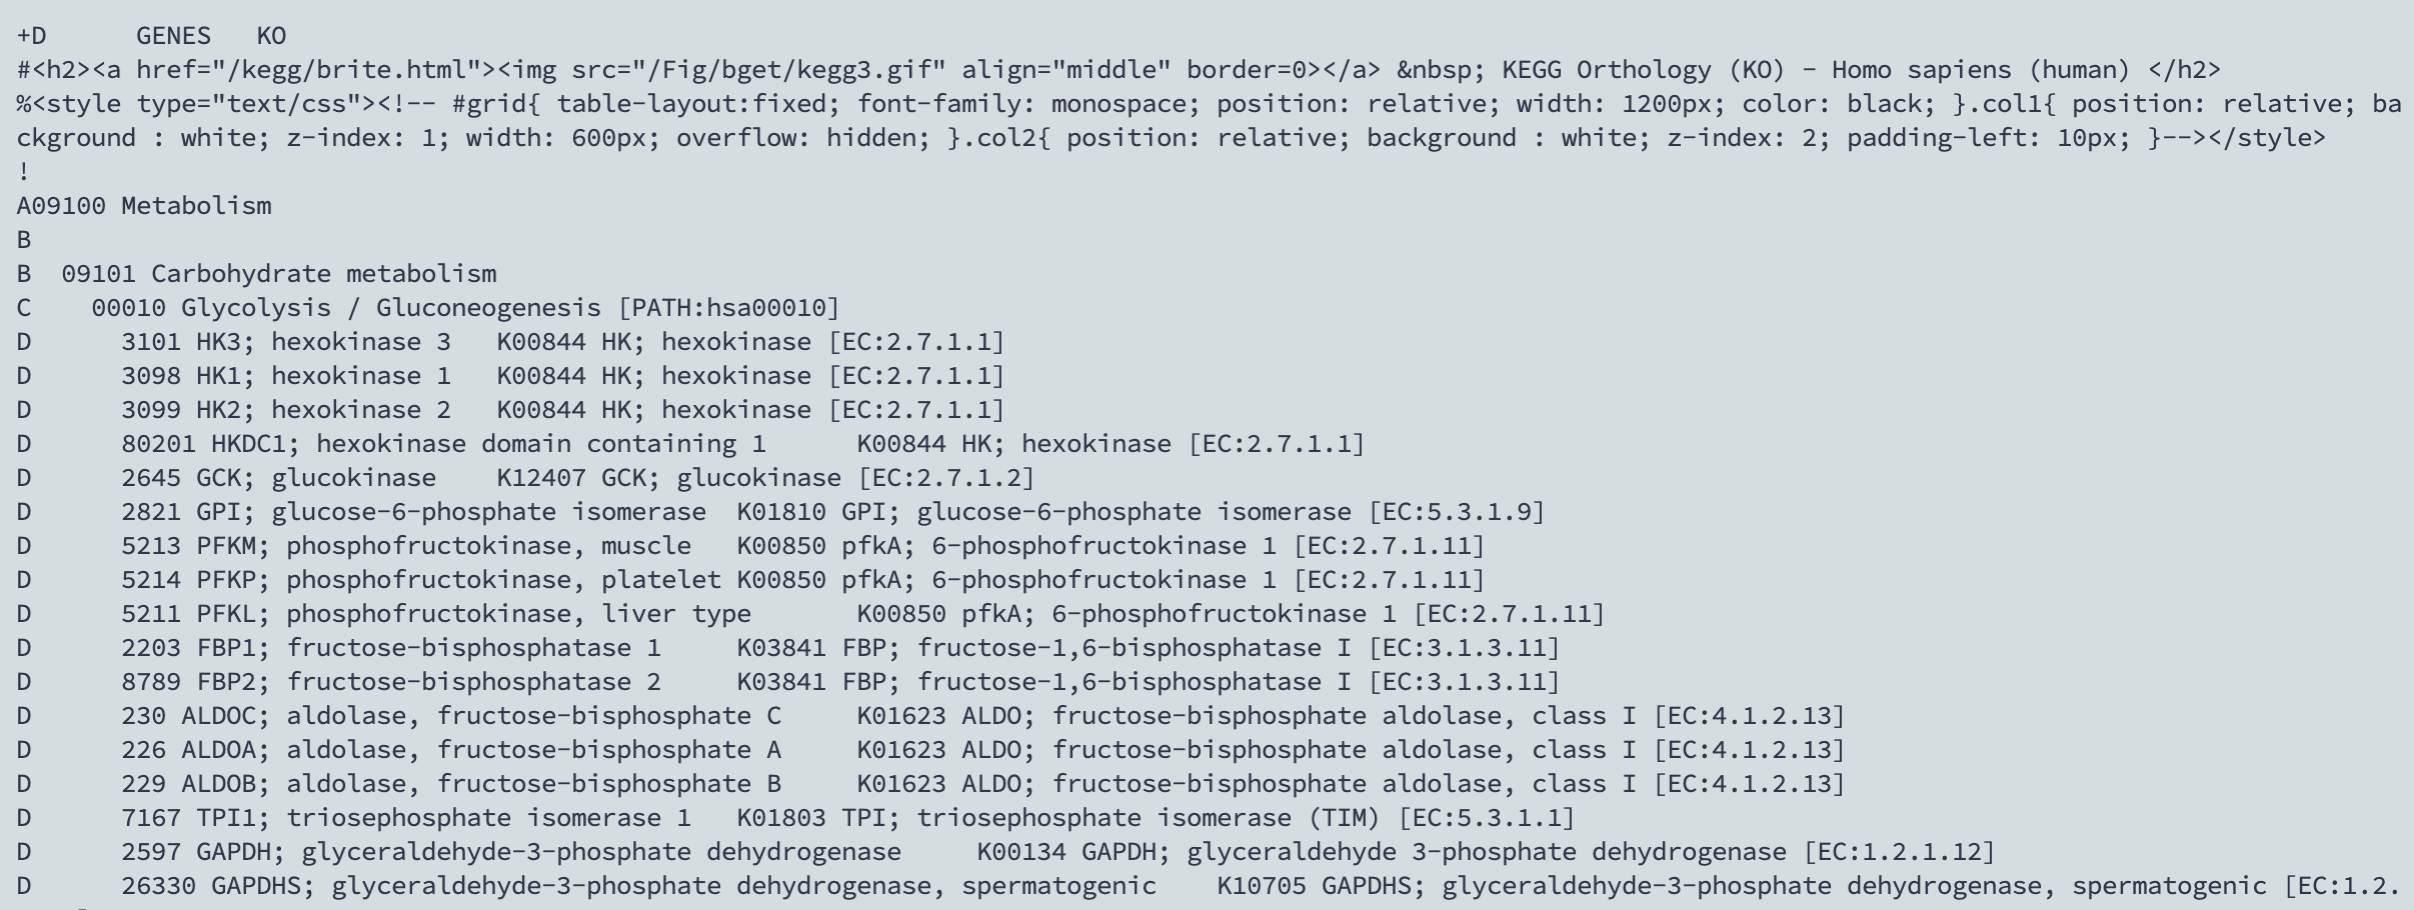 +D      GENES   KO
#<h2><a href="/kegg/brite.html"><img src="/Fig/bget/kegg3.gif" align="middle" border=0></a> &nbsp; KEGG Orthology (KO) - Homo sapiens (human) </h2>
%<style type="text/css"><!-- #grid{ table-layout:fixed; font-family: monospace; position: relative; width: 1200px; color: black; }.col1{ position: relative; ba
ckground : white; z-index: 1; width: 600px; overflow: hidden; }.col2{ position: relative; background : white; z-index: 2; padding-left: 10px; }--></style>
!
A09100 Metabolism
B
B  09101 Carbohydrate metabolism
C    00010 Glycolysis / Gluconeogenesis [PATH:hsa00010]
D      3101 HK3; hexokinase 3   K00844 HK; hexokinase [EC:2.7.1.1]
D      3098 HK1; hexokinase 1   K00844 HK; hexokinase [EC:2.7.1.1]
D      3099 HK2; hexokinase 2   K00844 HK; hexokinase [EC:2.7.1.1]
D      80201 HKDC1; hexokinase domain containing 1      K00844 HK; hexokinase [EC:2.7.1.1]
D      2645 GCK; glucokinase    K12407 GCK; glucokinase [EC:2.7.1.2]
D      2821 GPI; glucose-6-phosphate isomerase  K01810 GPI; glucose-6-phosphate isomerase [EC:5.3.1.9]
D      5213 PFKM; phosphofructokinase, muscle   K00850 pfkA; 6-phosphofructokinase 1 [EC:2.7.1.11]
D      5214 PFKP; phosphofructokinase, platelet K00850 pfkA; 6-phosphofructokinase 1 [EC:2.7.1.11]
D      5211 PFKL; phosphofructokinase, liver type       K00850 pfkA; 6-phosphofructokinase 1 [EC:2.7.1.11]
D      2203 FBP1; fructose-bisphosphatase 1     K03841 FBP; fructose-1,6-bisphosphatase I [EC:3.1.3.11]
D      8789 FBP2; fructose-bisphosphatase 2     K03841 FBP; fructose-1,6-bisphosphatase I [EC:3.1.3.11]
D      230 ALDOC; aldolase, fructose-bisphosphate C     K01623 ALDO; fructose-bisphosphate aldolase, class I [EC:4.1.2.13]
D      226 ALDOA; aldolase, fructose-bisphosphate A     K01623 ALDO; fructose-bisphosphate aldolase, class I [EC:4.1.2.13]
D      229 ALDOB; aldolase, fructose-bisphosphate B     K01623 ALDO; fructose-bisphosphate aldolase, class I [EC:4.1.2.13]
D      7167 TPI1; triosephosphate isomerase 1   K01803 TPI; triosephosphate isomerase (TIM) [EC:5.3.1.1]
D      2597 GAPDH; glyceraldehyde-3-phosphate dehydrogenase     K00134 GAPDH; glyceraldehyde 3-phosphate dehydrogenase [EC:1.2.1.12]
D      26330 GAPDHS; glyceraldehyde-3-phosphate dehydrogenase, spermatogenic    K10705 GAPDHS; glyceraldehyde-3-phosphate dehydrogenase, spermatogenic [EC:1.2.